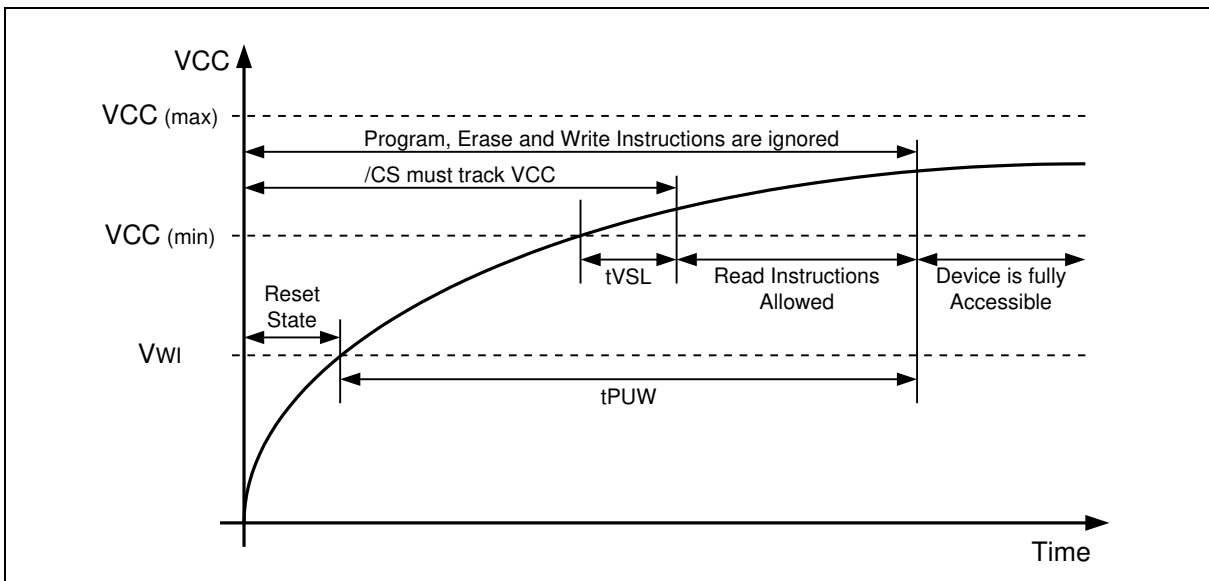 VCC
VCC (max)
Program, Erase and Write Instructions are ignored
/CS must track VCC
VCC (min)
tVSL
Read Instructions
Allowed
Device is fully
Accessible
Reset
State
VWI
tPUW
Time